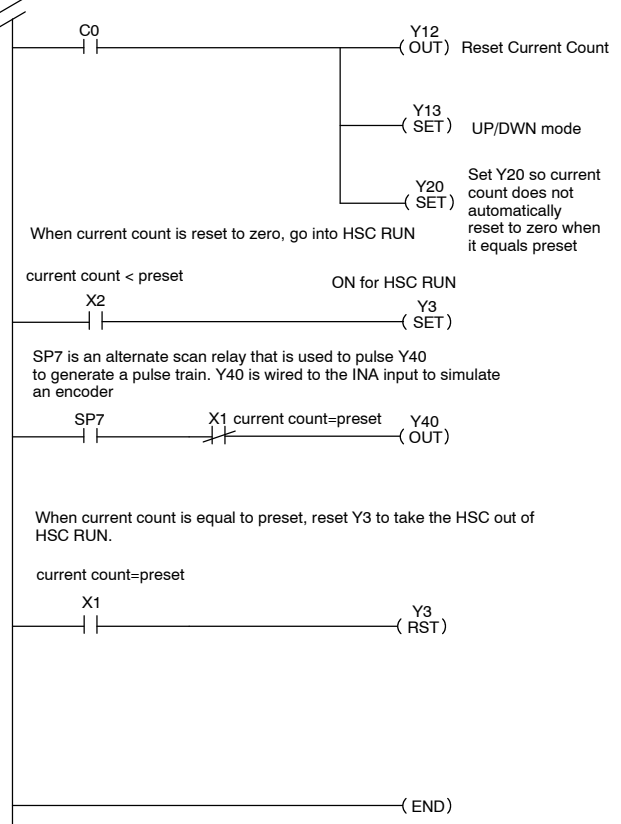 C0
Y12
( OUT) Reset Current Count
Y13
( SET) UP/DWN mode
Y20
( SET)
Set Y20 so current
count does not
automatically
reset to zero when
it equals preset
When current count is reset to zero, go into HSC RUN
current count < preset
ON for HSC RUN
X2
Y3
( SET)
SP7 is an alternate scan relay that is used to pulse Y40
to generate a pulse train. Y40 is wired to the INA input to simulate
an encoder
SP7
X1 current count=preset
Y40
( OUT)
When current count is equal to preset, reset Y3 to take the HSC out of
HSC RUN.
current count=preset
X1
Y3
( RST)
( END)